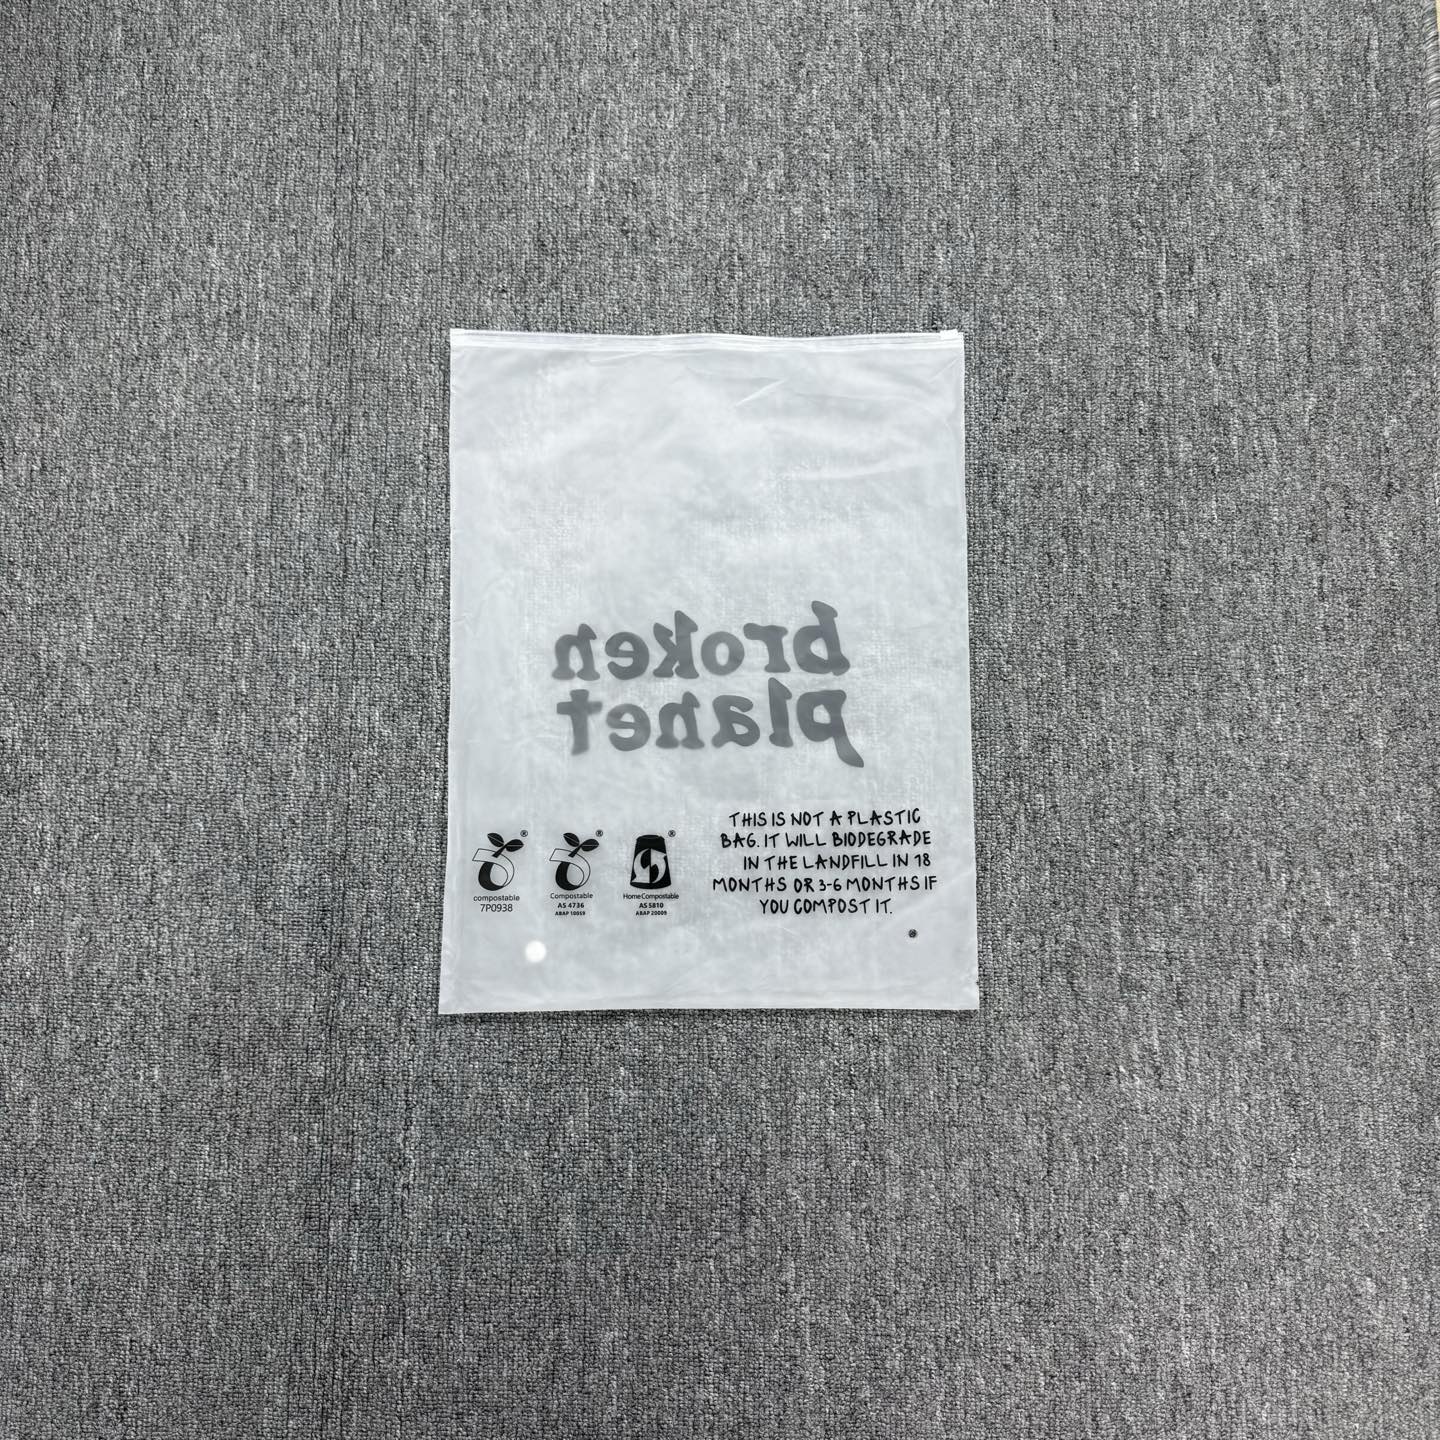 broken
planet
THIS IS NOT A PLASTIC
BAG. IT WILL BIODEGRADE
IN THE LANDFILL IN 18
MONTHS OR 3-6 MONTHS IF
YOU COMPOST IT.
®
compostable
7P0938
®
Compostable
AS 4736
ABAP 10059
®
Home Compostable
AS 5810
ABAP 20009